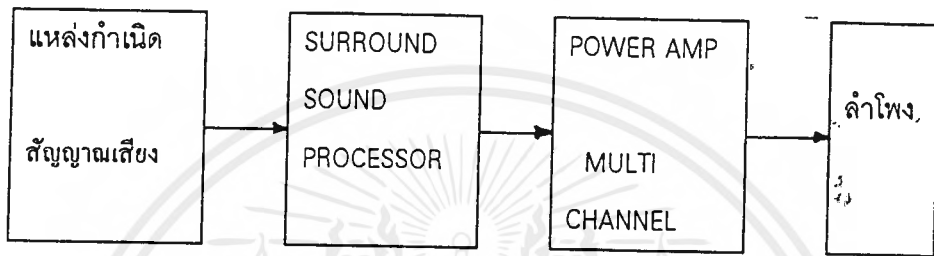 แหล่งกำเนิด
สัญญาณเสียง
SURROUND
SOUND
PROCESSOR
POWER AMP
MULTI
CHANNEL
ลำโพง